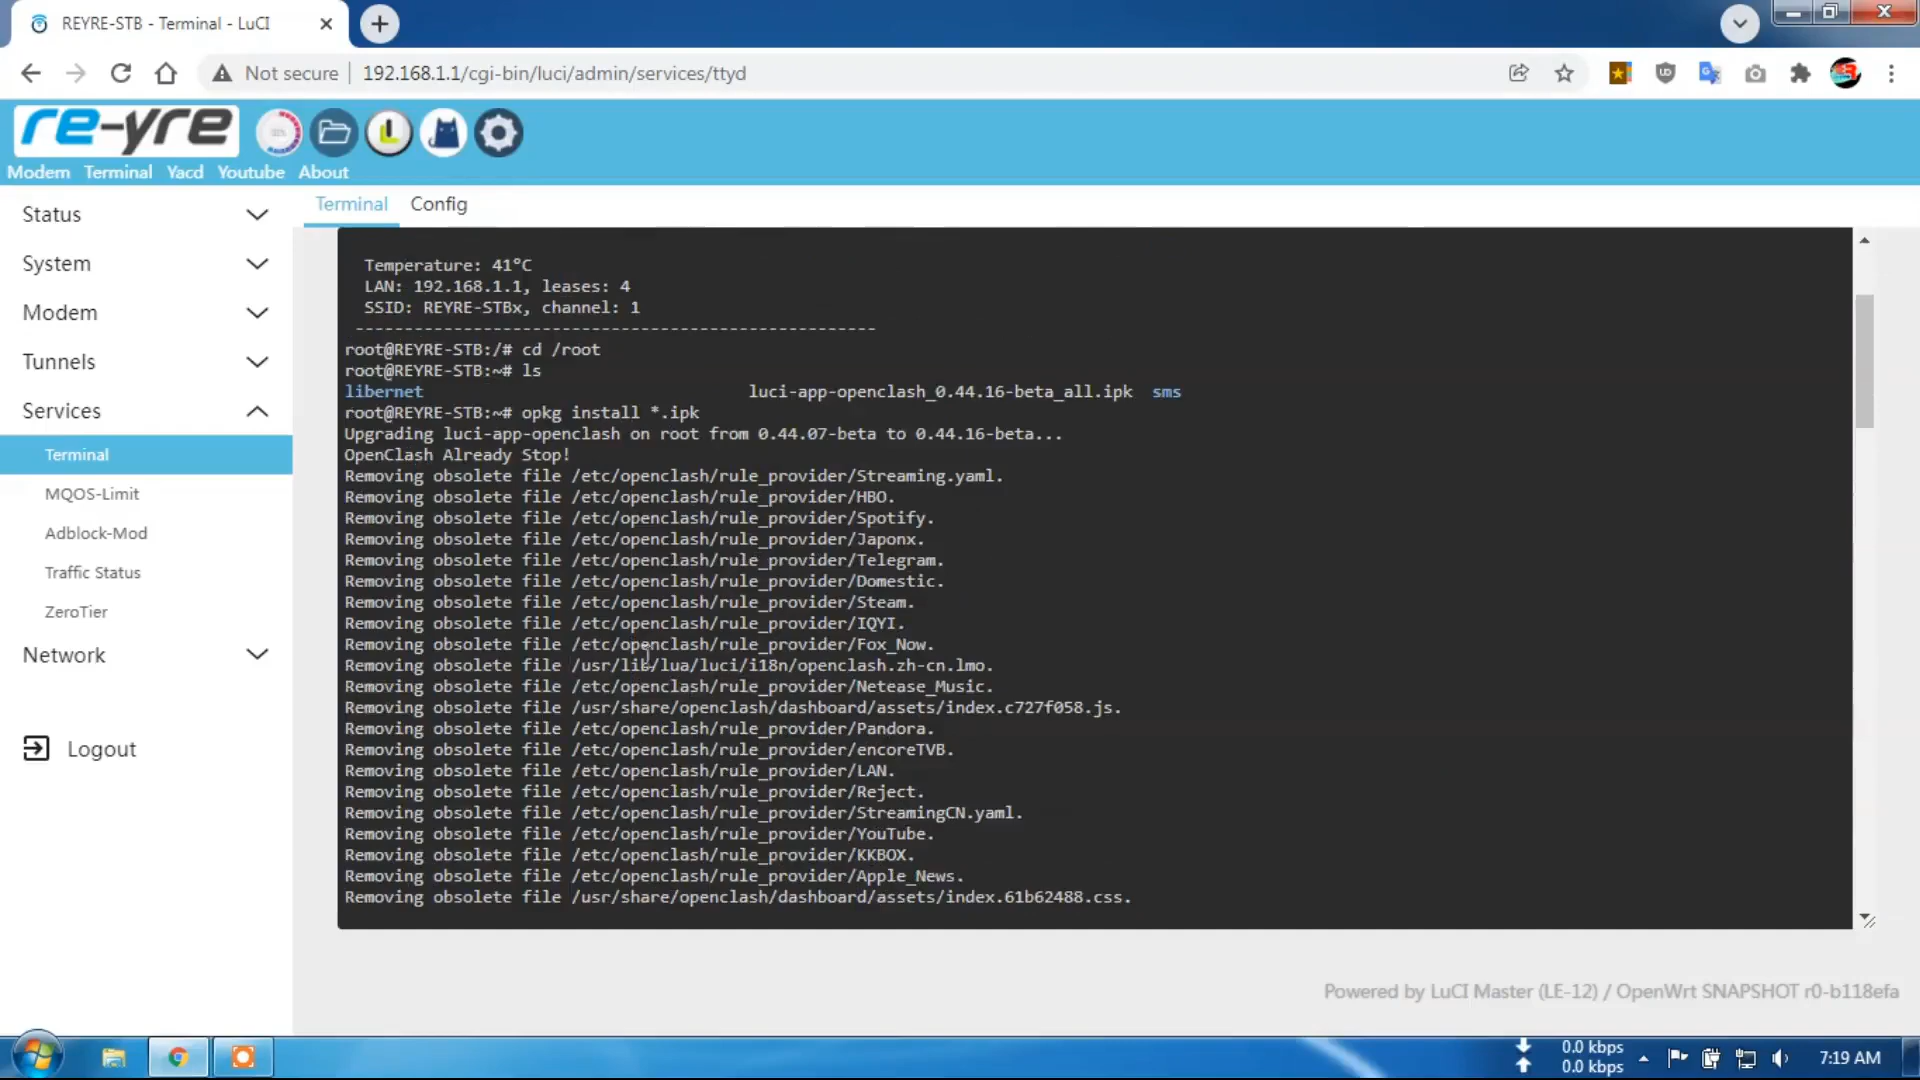 REYRE-STB - Terminal - LuCI
Not secure 192.168.1.1/cgi-bin/luci/admin/services/ttyd
re-yre
Modem Terminal Yacd Youtube About
Status
System
Modem
Tunnels
Services
Terminal
MQOS-Limit
Adblock-Mod
Traffic Status
ZeroTier
Network
Logout
Terminal Config
Temperature: 41°C
LAN: 192.168.1.1, leases: 4
SSID: REYRE-STBx, channel: 1
-----------------------------------------------------
root@REYRE-STB:/# cd /root
root@REYRE-STB:~# ls
libernet luci-app-openclash_0.44.16-beta_all.ipk sms
root@REYRE-STB:~# opkg install *.ipk
Upgrading luci-app-openclash on root from 0.44.07-beta to 0.44.16-beta...
OpenClash Already Stop!
Removing obsolete file /etc/openclash/rule_provider/Streaming.yaml.
Removing obsolete file /etc/openclash/rule_provider/HBO.
Removing obsolete file /etc/openclash/rule_provider/Spotify.
Removing obsolete file /etc/openclash/rule_provider/Japonx.
Removing obsolete file /etc/openclash/rule_provider/Telegram.
Removing obsolete file /etc/openclash/rule_provider/Domestic.
Removing obsolete file /etc/openclash/rule_provider/Steam.
Removing obsolete file /etc/openclash/rule_provider/IQYI.
Removing obsolete file /etc/openclash/rule_provider/Fox_Now.
Removing obsolete file /usr/lib/lua/luci/i18n/openclash.zh-cn.lmo.
Removing obsolete file /etc/openclash/rule_provider/Netease_Music.
Removing obsolete file /usr/share/openclash/dashboard/assets/index.c727f058.js.
Removing obsolete file /etc/openclash/rule_provider/Pandora.
Removing obsolete file /etc/openclash/rule_provider/encoreTVB.
Removing obsolete file /etc/openclash/rule_provider/LAN.
Removing obsolete file /etc/openclash/rule_provider/Reject.
Removing obsolete file /etc/openclash/rule_provider/StreamingCN.yaml.
Removing obsolete file /etc/openclash/rule_provider/YouTube.
Removing obsolete file /etc/openclash/rule_provider/KKBOX.
Removing obsolete file /etc/openclash/rule_provider/Apple_News.
Removing obsolete file /usr/share/openclash/dashboard/assets/index.61b62488.css.
Powered by LuCI Master (LE-12) / OpenWrt SNAPSHOT r0-b118efa
0.0 kbps
0.0 kbps
7:19 AM